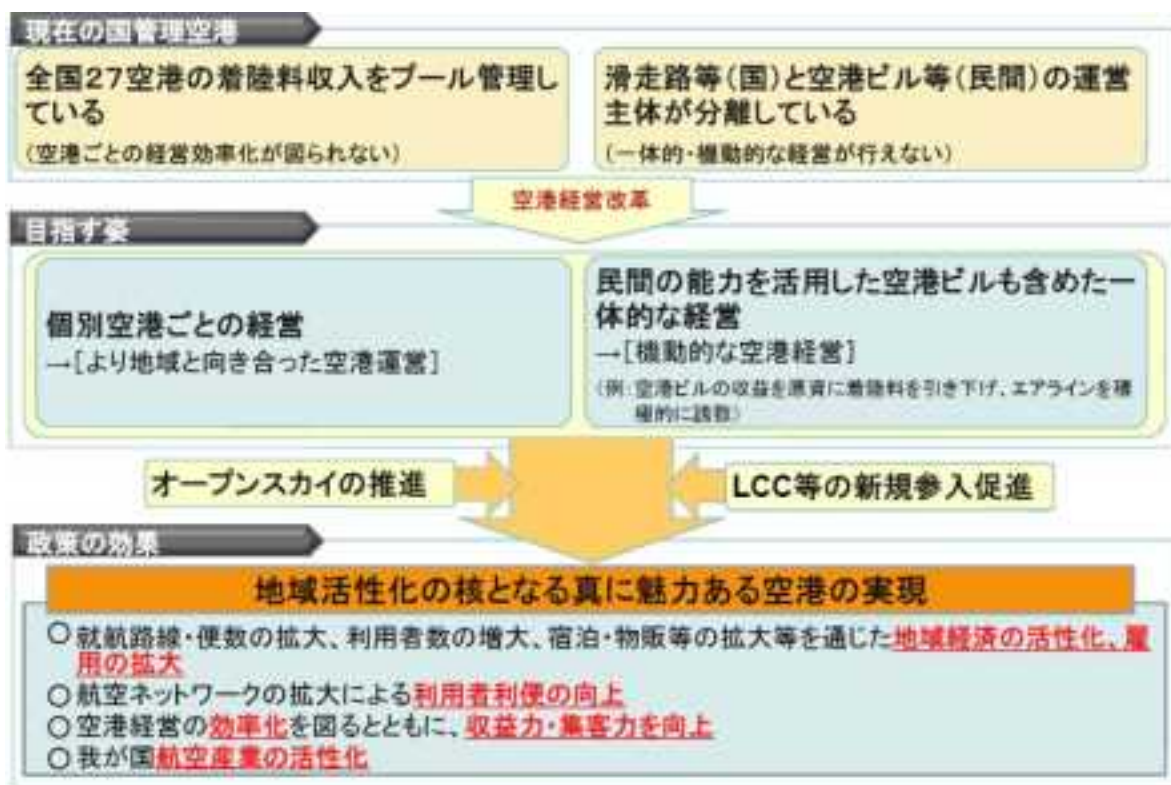 現在の国管理空港
全国27空港の着陸料収入をプール管理し
ている
(空港ごとの経営効率化が図られない)
滑走路等(国)と空港ビル等(民間)の運営
主体が分離している
(一体的・機動的な経営が行えない)
空港経営改革
目指す姿
個別空港ごとの経営
→[より地域と向き合った空港運営]
民間の能力を活用した空港ビルも含めた一
体的な経営
→[機動的な空港経営]
(例:空港ビルの収益を原資に着陸料を引き下げ、エアラインを積
極的に誘致)
オープンスカイの推進
LCC等の新規参入促進
政策の効果
地域活性化の核となる真に魅力ある空港の実現
○就航路線・便数の拡大、利用者数の増大、宿泊・物販等の拡大等を通じた地域経済の活性化、雇
用の拡大
○航空ネットワークの拡大による利用者利便の向上
○空港経営の効率化を図るとともに、収益力・集客力を向上
○我が国航空産業の活性化